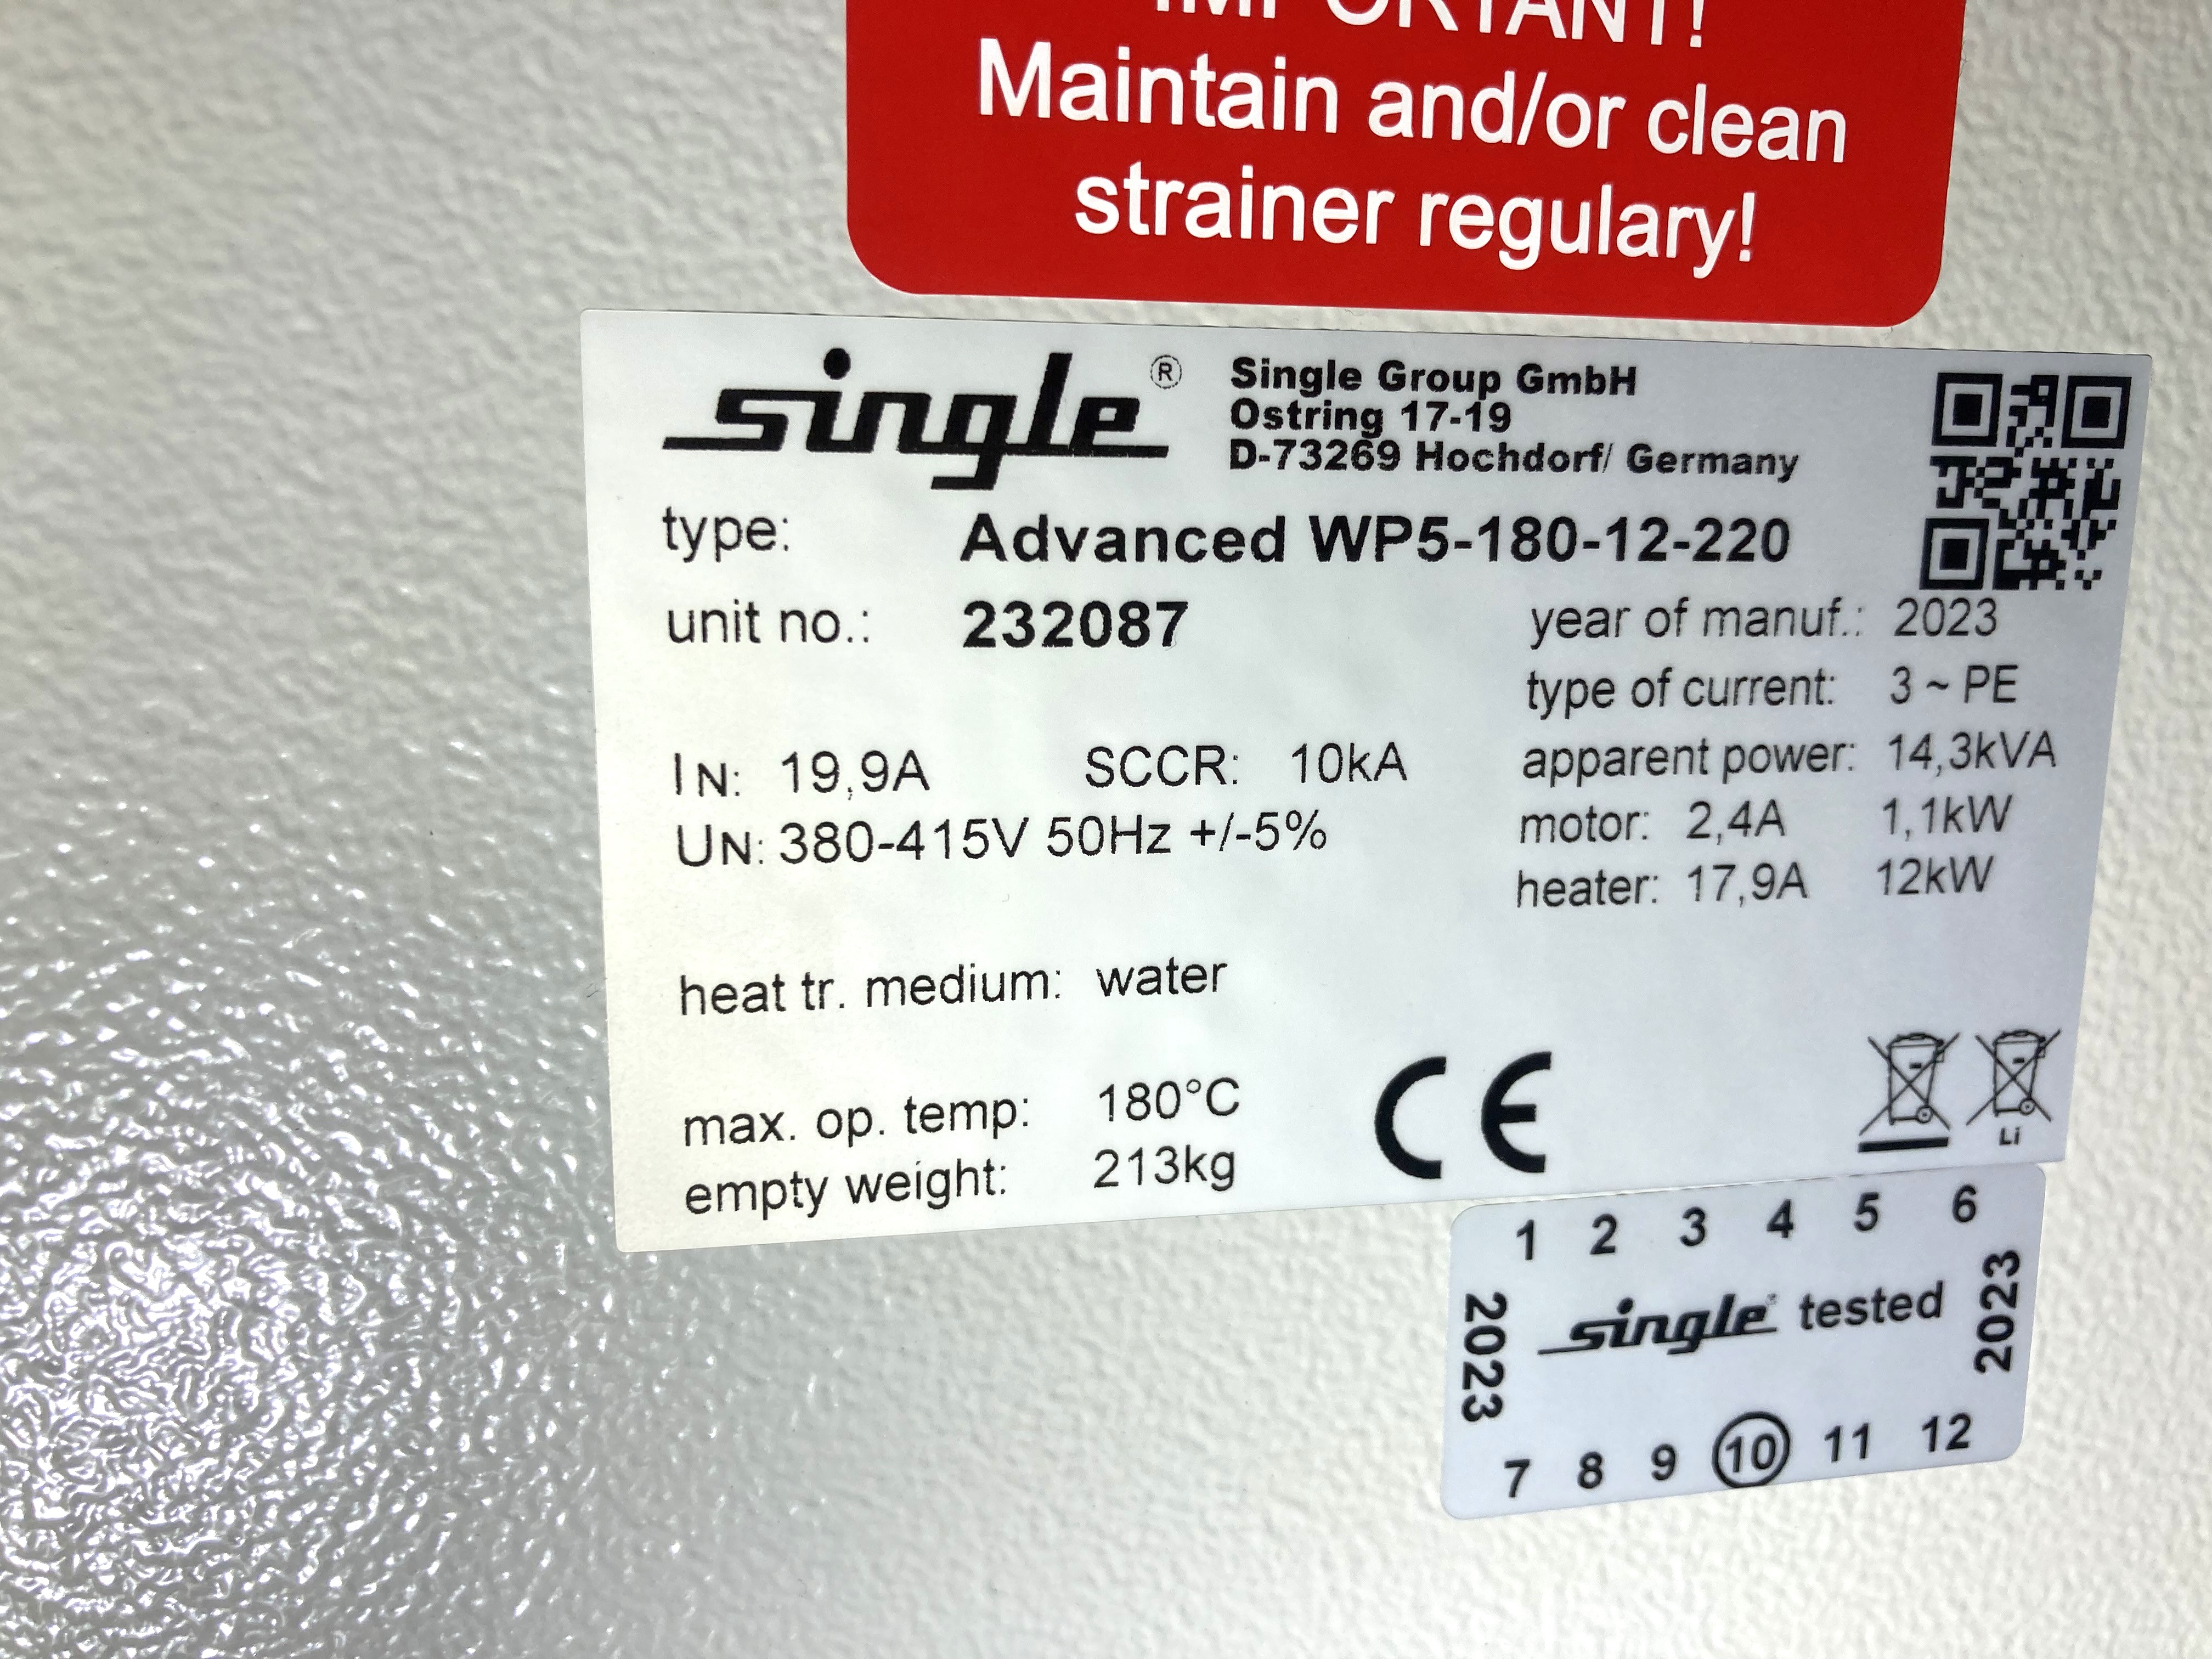 IMPORTANT!
Maintain and/or clean
strainer regulary!
single®
Single Group GmbH
Ostring 17-19
D-73269 Hochdorf/ Germany
type: Advanced WP5-180-12-220
unit no.: 232087
year of manuf.: 2023
type of current: 3 ~ PE
IN: 19,9A SCCR: 10kA
apparent power: 14,3kVA
UN: 380-415V 50Hz +/-5%
motor: 2,4A 1,1kW
heater: 17,9A 12kW
heat tr. medium: water
max. op. temp: 180°C
empty weight: 213kg
CE
Li
1 2 3 4 5 6
2023
single® tested
2023
7 8 9 10 11 12